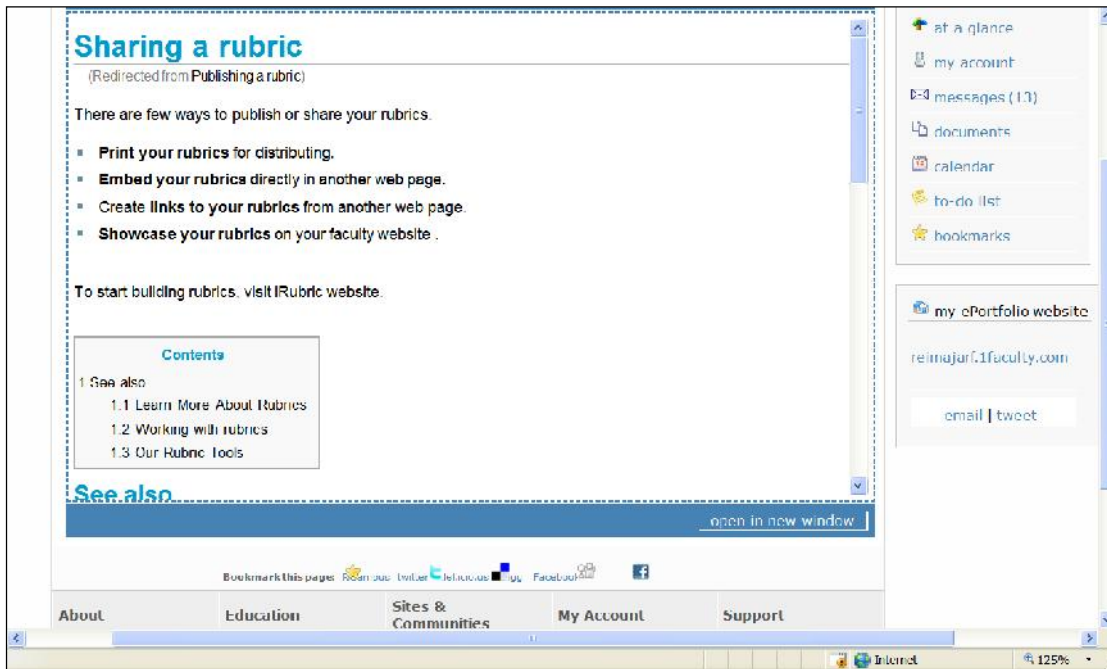 Sharing a rubric
(Redirected from Publishing a rubric)
There are few ways to publish or share your rubrics.
Print your rubrics for distributing.
Embed your rubrics directly in another web page.
Create links to your rubrics from another web page.
Showcase your rubrics on your faculty website .
To start building rubrics, visit iRubric website.
Contents
1 See also
1.1 Learn More About Rubrics
1.2 Working with rubrics
1.3 Our Rubric Tools
See also
open in new window
at a glance
my account
messages (13)
documents
calendar
to-do list
bookmarks
my ePortfolio website
reimajarf.1faculty.com
email | tweet
Bookmark this page: twitter Facebook
About
Education
Sites &
Communities
My Account
Support
Internet
125%